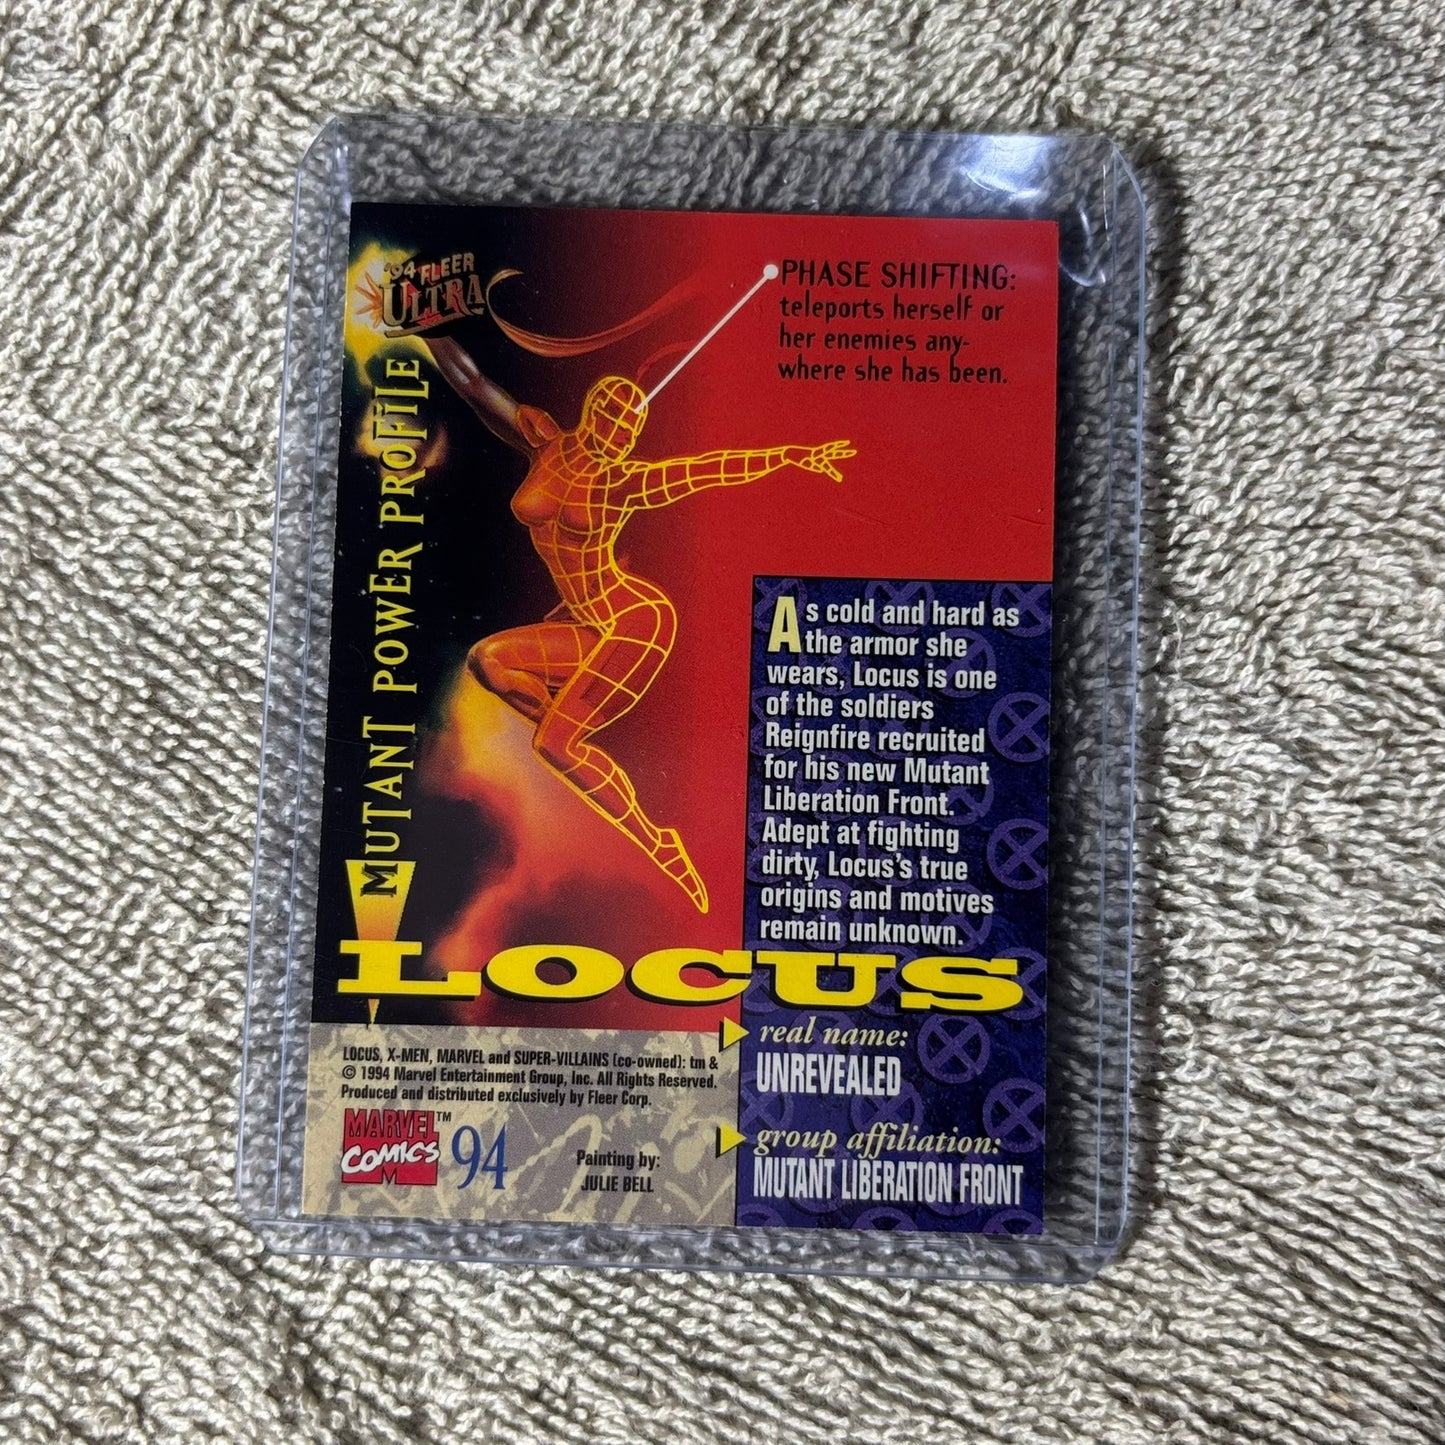 '94 FLEER
ULTRA
MUTANT POWER PROFILE
PHASE SHIFTING:
teleports herself or
her enemies any-
where she has been.
As cold and hard as
the armor she
wears, Locus is one
of the soldiers
Reignfire recruited
for his new Mutant
Liberation Front.
Adept at fighting
dirty, Locus's true
origins and motives
remain unknown.
LOCUS
real name:
UNREVEALED
group affiliation:
MUTANT LIBERATION FRONT
LOCUS, X-MEN, MARVEL and SUPER-VILLAINS (co-owned): tm &
© 1994 Marvel Entertainment Group, Inc. All Rights Reserved.
Produced and distributed exclusively by Fleer Corp.
MARVEL™
COMICS
M
94
Painting by:
JULIE BELL